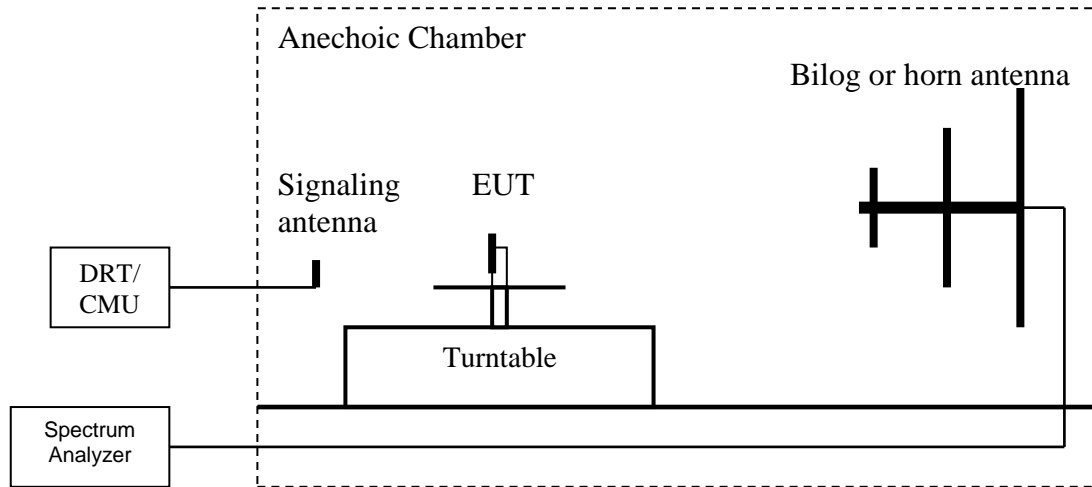 Anechoic Chamber
Bilog or horn antenna
Signaling
antenna
EUT
DRT/
CMU
Turntable
Spectrum
Analyzer